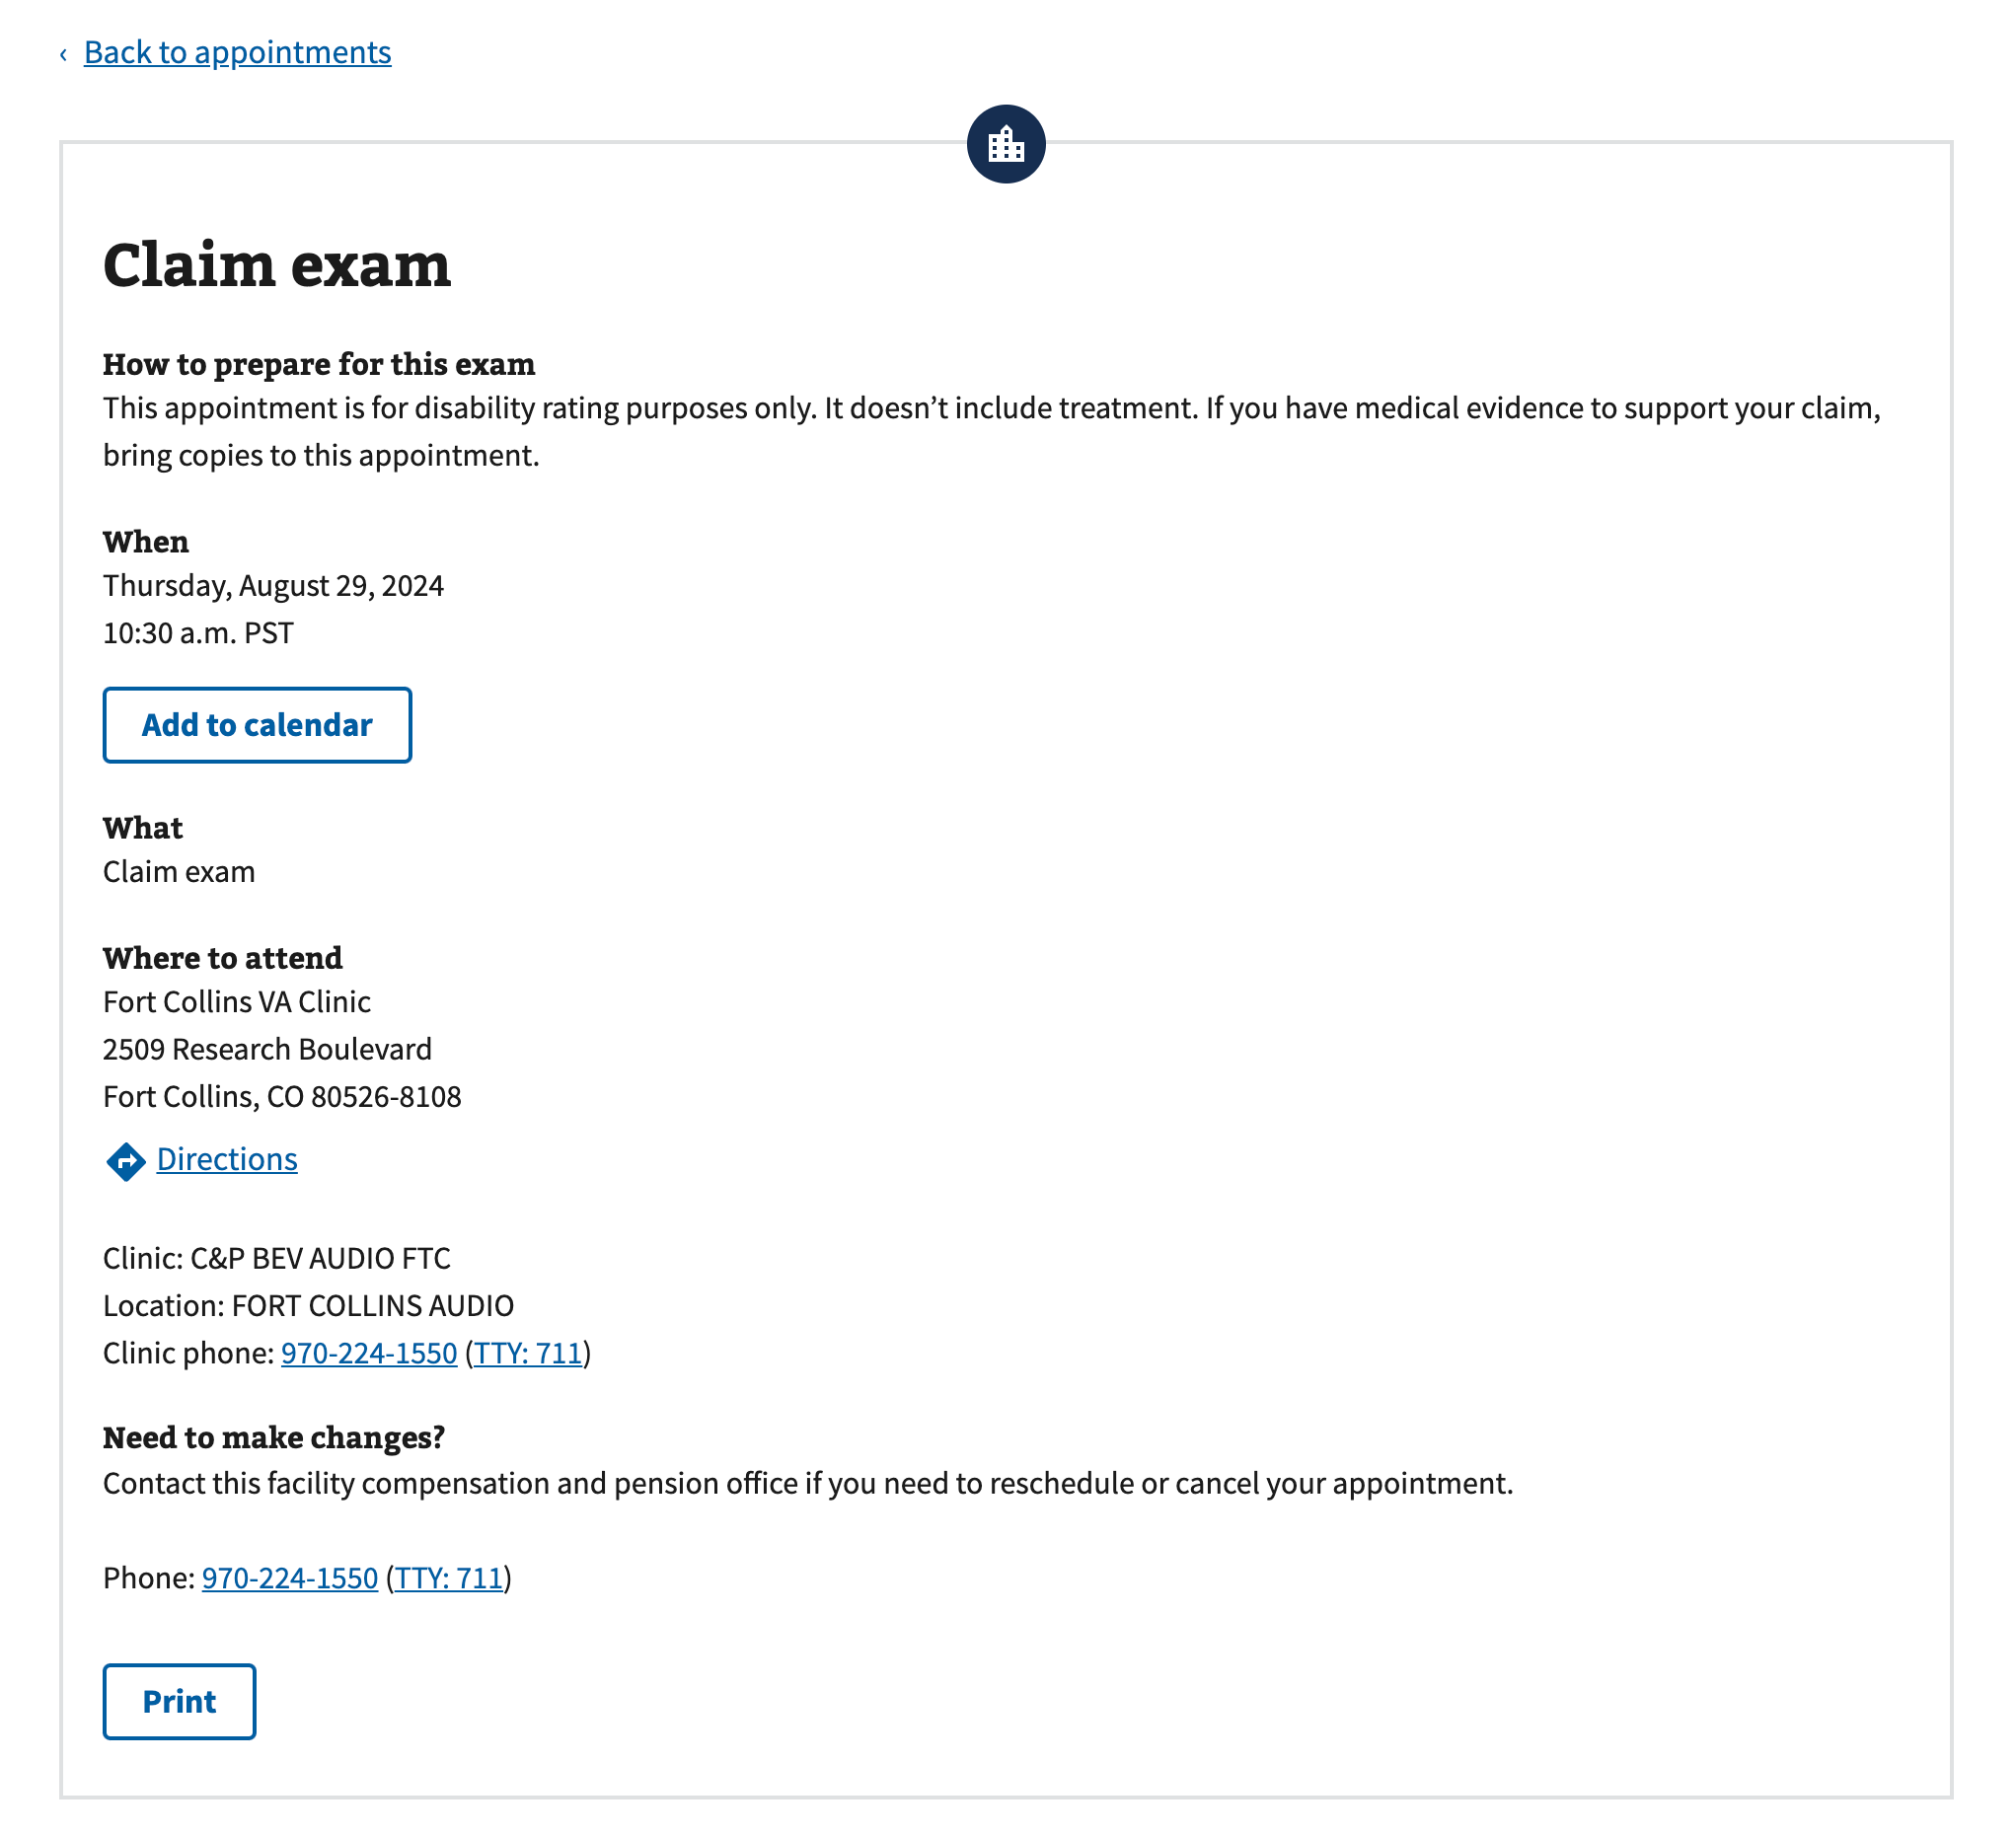 ‹ Back to appointments
Claim exam
How to prepare for this exam
This appointment is for disability rating purposes only. It doesn’t include treatment. If you have medical evidence to support your claim,
bring copies to this appointment.
When
Thursday, August 29, 2024
10:30 a.m. PST
Add to calendar
What
Claim exam
Where to attend
Fort Collins VA Clinic
2509 Research Boulevard
Fort Collins, CO 80526-8108
Directions
Clinic: C&P BEV AUDIO FTC
Location: FORT COLLINS AUDIO
Clinic phone: 970-224-1550 (TTY: 711)
Need to make changes?
Contact this facility compensation and pension office if you need to reschedule or cancel your appointment.
Phone: 970-224-1550 (TTY: 711)
Print